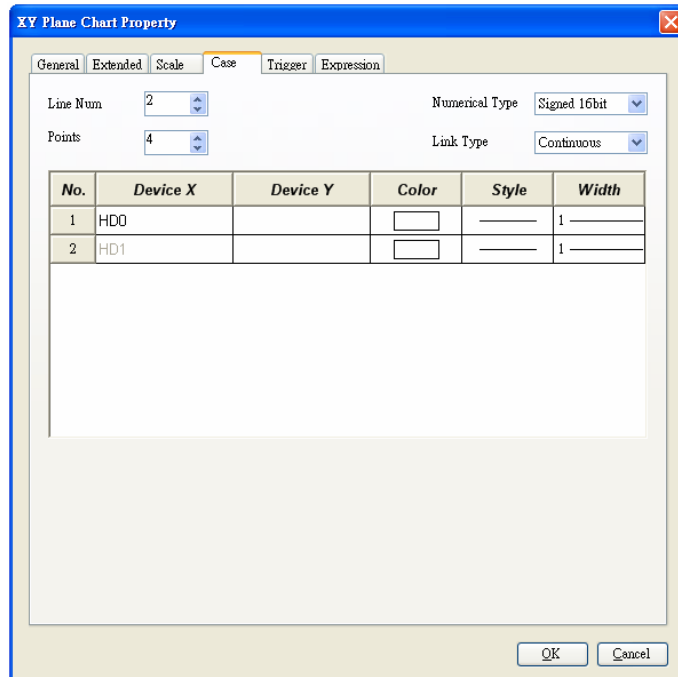 XY Plane Chart Property
General Extended Scale Case Trigger Expression
Line Num 2 Numerical Type Signed 16bit
Points 4 Link Type Continuous
No. Device X Device Y Color Style Width
1 HD0 1
2 HD1 1
OK Cancel